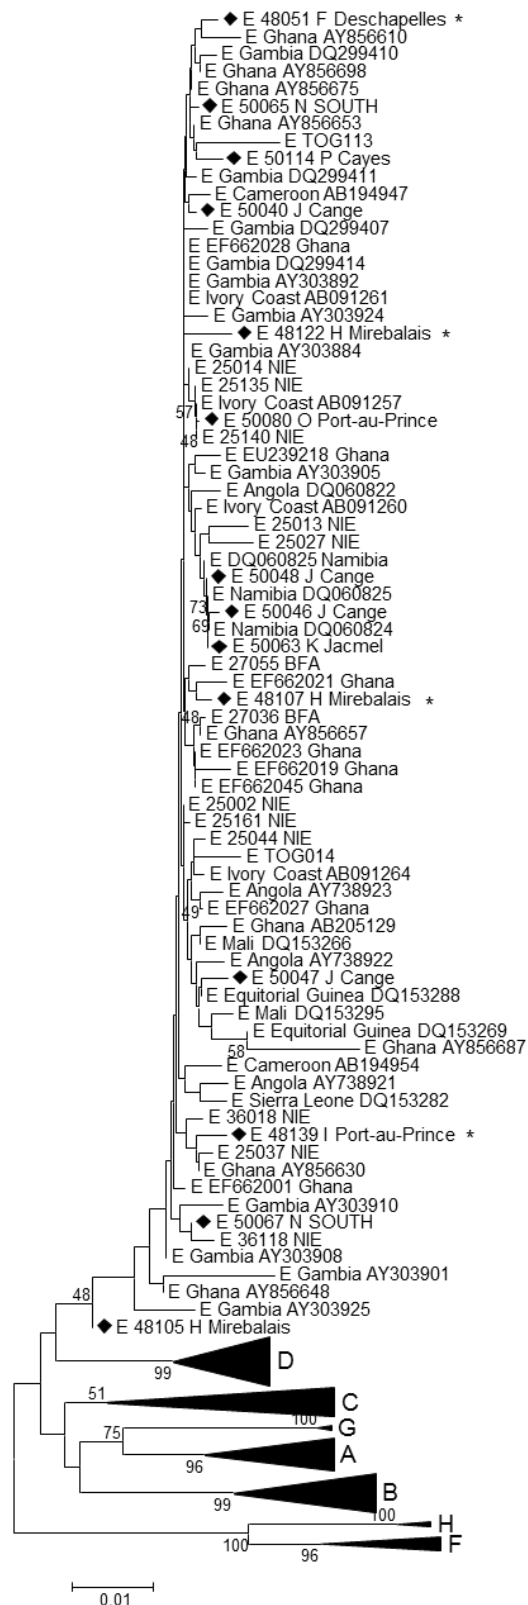 ◆ E 48051 F Deschapelles *
E Ghana AY856610
E Gambia DQ299410
E Ghana AY856698
E Ghana AY856675
◆ E 50065 N SOUTH
E Ghana AY856653
E TOG113
◆ E 50114 P Cayes
E Gambia DQ299411
E Cameroon AB194947
◆ E 50040 J Cange
E Gambia DQ299407
E EF662028 Ghana
E Gambia DQ299414
E Gambia AY303892
E Ivory Coast AB091261
E Gambia AY303924
◆ E 48122 H Mirebalais *
E Gambia AY303884
E 25014 NIE
E 25135 NIE
E Ivory Coast AB091257
57
◆ E 50080 O Port-au-Prince
48
E 25140 NIE
E EU239218 Ghana
E Gambia AY303905
E Angola DQ060822
E Ivory Coast AB091260
E 25013 NIE
E 25027 NIE
E DQ060825 Namibia
◆ E 50048 J Cange
E Namibia DQ060825
73
◆ E 50046 J Cange
69
E Namibia DQ060824
◆ E 50063 K Jacmel
E 27055 BFA
E EF662021 Ghana
◆ E 48107 H Mirebalais *
48
E 27036 BFA
E Ghana AY856657
E EF662023 Ghana
E EF662019 Ghana
E EF662045 Ghana
E 25002 NIE
E 25161 NIE
E 25044 NIE
E TOG014
E Ivory Coast AB091264
E Angola AY738923
49
E EF662027 Ghana
E Ghana AB205129
E Mali DQ153266
E Angola AY738922
◆ E 50047 J Cange
E Equitorial Guinea DQ153288
E Mali DQ153295
E Equitorial Guinea DQ153269
58
E Ghana AY856687
E Cameroon AB194954
E Angola AY738921
E Sierra Leone DQ153282
E 36018 NIE
◆ E 48139 I Port-au-Prince *
E 25037 NIE
E Ghana AY856630
E EF662001 Ghana
E Gambia AY303910
◆ E 50067 N SOUTH
E 36118 NIE
E Gambia AY303908
E Gambia AY303901
E Ghana AY856648
48
E Gambia AY303925
◆ E 48105 H Mirebalais
D
99
51
C
100
G
75
A
96
B
99
100
H
100
F
96
0.01